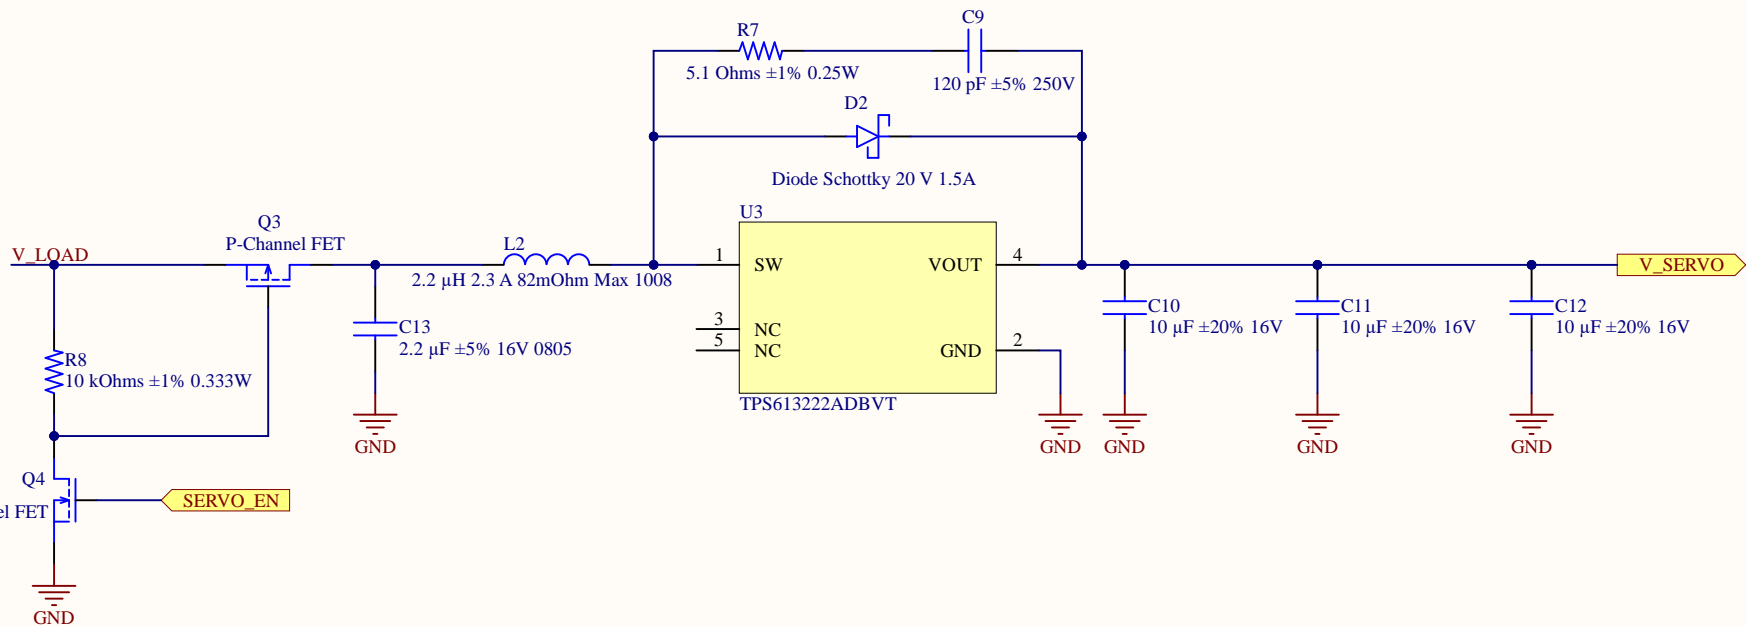 R7
5.1 Ohms ±1% 0.25W
C9
120 pF ±5% 250V
D2
Diode Schottky 20 V 1.5A
Q3
P-Channel FET
V_LOAD
L2
2.2 µH 2.3 A 82mOhm Max 1008
U3
1
SW
VOUT
4
3
NC
5
NC
GND
2
TPS613222ADBVT
V_SERVO
C10
10 µF ±20% 16V
C11
10 µF ±20% 16V
C12
10 µF ±20% 16V
C13
2.2 µF ±5% 16V 0805
R8
10 kOhms ±1% 0.333W
GND
GND
GND
GND
GND
Q4
el FET
SERVO_EN
GND